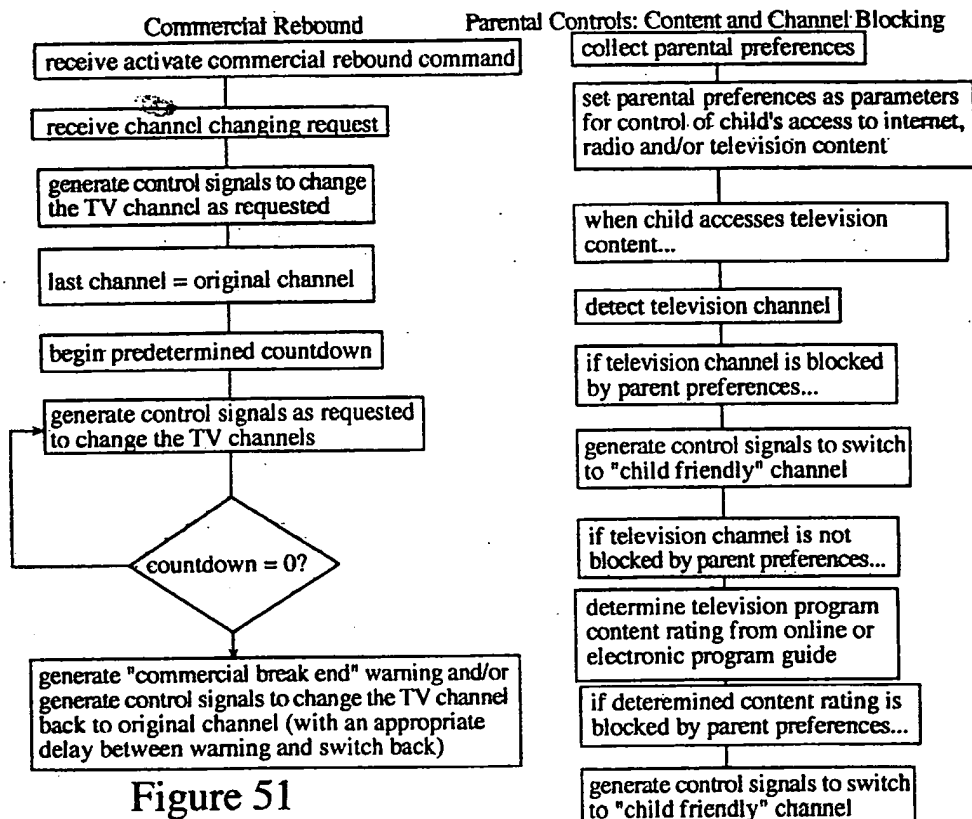 Commercial Rebound
receive activate commercial rebound command
receive channel changing request
generate control signals to change
the TV channel as requested
last channel = original channel
begin predetermined countdown
generate control signals as requested
to change the TV channels
countdown = 0?
generate "commercial break end" warning and/or
generate control signals to change the TV channel
back to original channel (with an appropriate
delay between warning and switch back)
Figure 51
Parental Controls: Content and Channel Blocking
collect parental preferences
set parental preferences as parameters
for control of child's access to internet,
radio and/or television content
when child accesses television
content...
detect television channel
if television channel is blocked
by parent preferences...
generate control signals to switch
to "child friendly" channel
if television channel is not
blocked by parent preferences...
determine television program
content rating from online or
electronic program guide
if deteremined content rating is
blocked by parent preferences...
generate control signals to switch
to "child friendly" channel